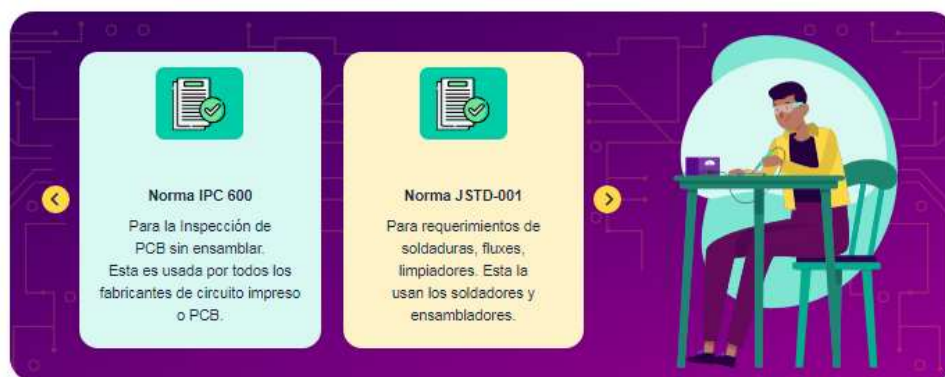 Norma IPC 600
Para la Inspección de
PCB sin ensamblar.
Esta es usada por todos los
fabricantes de circuito impreso
o PCB.
Norma JSTD-001
Para requerimientos de
soldaduras, fluxes,
limpiadores. Esta la
usan los soldadores y
ensambladores.